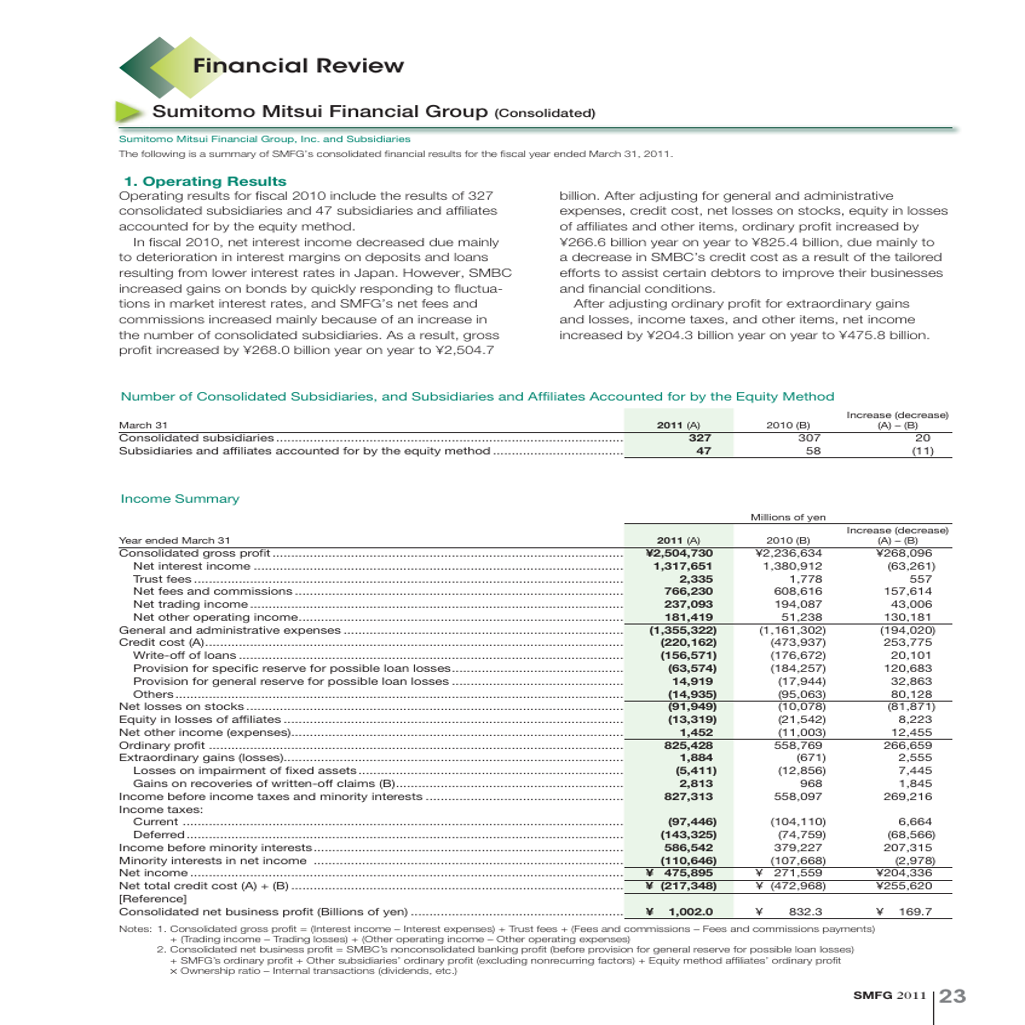 Financial Review
Sumitomo Mitsui Financial Group (Consolidated)
Sumitomo Mitsui Financial Group, Inc. and Subsidiaries
The following is a summary of SMFG's consolidated financial results for the fiscal year ended March 31, 2011.
1. Operating Results
Operating results for fiscal 2010 include the results of 327
consolidated subsidiaries and 47 subsidiaries and affiliates
accounted for by the equity method.
In fiscal 2010, net interest income decreased due mainly
to deterioration in interest margins on deposits and loans
resulting from lower interest rates in Japan. However, SMBC
increased gains on bonds by quickly responding to fluctua-
tions in market interest rates, and SMFG's net fees and
commissions increased mainly because of an increase in
the number of consolidated subsidiaries. As a result, gross
profit increased by ¥268.0 billion year on year to ¥2,504.7
billion. After adjusting for general and administrative
expenses, credit cost, net losses on stocks, equity in losses
of affiliates and other items, ordinary profit increased by
¥266.6 billion year on year to ¥825.4 billion, due mainly to
a decrease in SMBC's credit cost as a result of the tailored
efforts to assist certain debtors to improve their businesses
and financial conditions.
After adjusting ordinary profit for extraordinary gains
and losses, income taxes, and other items, net income
increased by ¥204.3 billion year on year to ¥475.8 billion.
Number of Consolidated Subsidiaries, and Subsidiaries and Affiliates Accounted for by the Equity Method
Increase (decrease)
March 31 2011 (A) 2010 (B) (A) – (B)
Consolidated subsidiaries 327 307 20
Subsidiaries and affiliates accounted for by the equity method 47 58 (11)
Income Summary
Millions of yen
Increase (decrease)
Year ended March 31 2011 (A) 2010 (B) (A) – (B)
Consolidated gross profit ¥2,504,730 ¥2,236,634 ¥268,096
Net interest income 1,317,651 1,380,912 (63,261)
Trust fees 2,335 1,778 557
Net fees and commissions 766,230 608,616 157,614
Net trading income 237,093 194,087 43,006
Net other operating income 181,419 51,238 130,181
General and administrative expenses (1,355,322) (1,161,302) (194,020)
Credit cost (A) (220,162) (473,937) 253,775
Write-off of loans (156,571) (176,672) 20,101
Provision for specific reserve for possible loan losses (63,574) (184,257) 120,683
Provision for general reserve for possible loan losses 14,919 (17,944) 32,863
Others (14,935) (95,063) 80,128
Net losses on stocks (91,949) (10,078) (81,871)
Equity in losses of affiliates (13,319) (21,542) 8,223
Net other income (expenses) 1,452 (11,003) 12,455
Ordinary profit 825,428 558,769 266,659
Extraordinary gains (losses) 1,884 (671) 2,555
Losses on impairment of fixed assets (5,411) (12,856) 7,445
Gains on recoveries of written-off claims (B) 2,813 968 1,845
Income before income taxes and minority interests 827,313 558,097 269,216
Income taxes:
Current (97,446) (104,110) 6,664
Deferred (143,325) (74,759) (68,566)
Income before minority interests 586,542 379,227 207,315
Minority interests in net income (110,646) (107,668) (2,978)
Net income ¥ 475,895 ¥ 271,559 ¥204,336
Net total credit cost (A) + (B) ¥ (217,348) ¥ (472,968) ¥255,620
[Reference]
Consolidated net business profit (Billions of yen) ¥ 1,002.0 ¥ 832.3 ¥ 169.7
Notes: 1. Consolidated gross profit = (Interest income – Interest expenses) + Trust fees + (Fees and commissions – Fees and commissions payments)
+ (Trading income – Trading losses) + (Other operating income – Other operating expenses)
2. Consolidated net business profit = SMBC's nonconsolidated banking profit (before provision for general reserve for possible loan losses)
+ SMFG's ordinary profit + Other subsidiaries' ordinary profit (excluding nonrecurring factors) + Equity method affiliates' ordinary profit
× Ownership ratio – Internal transactions (dividends, etc.)
SMFG 2011 23